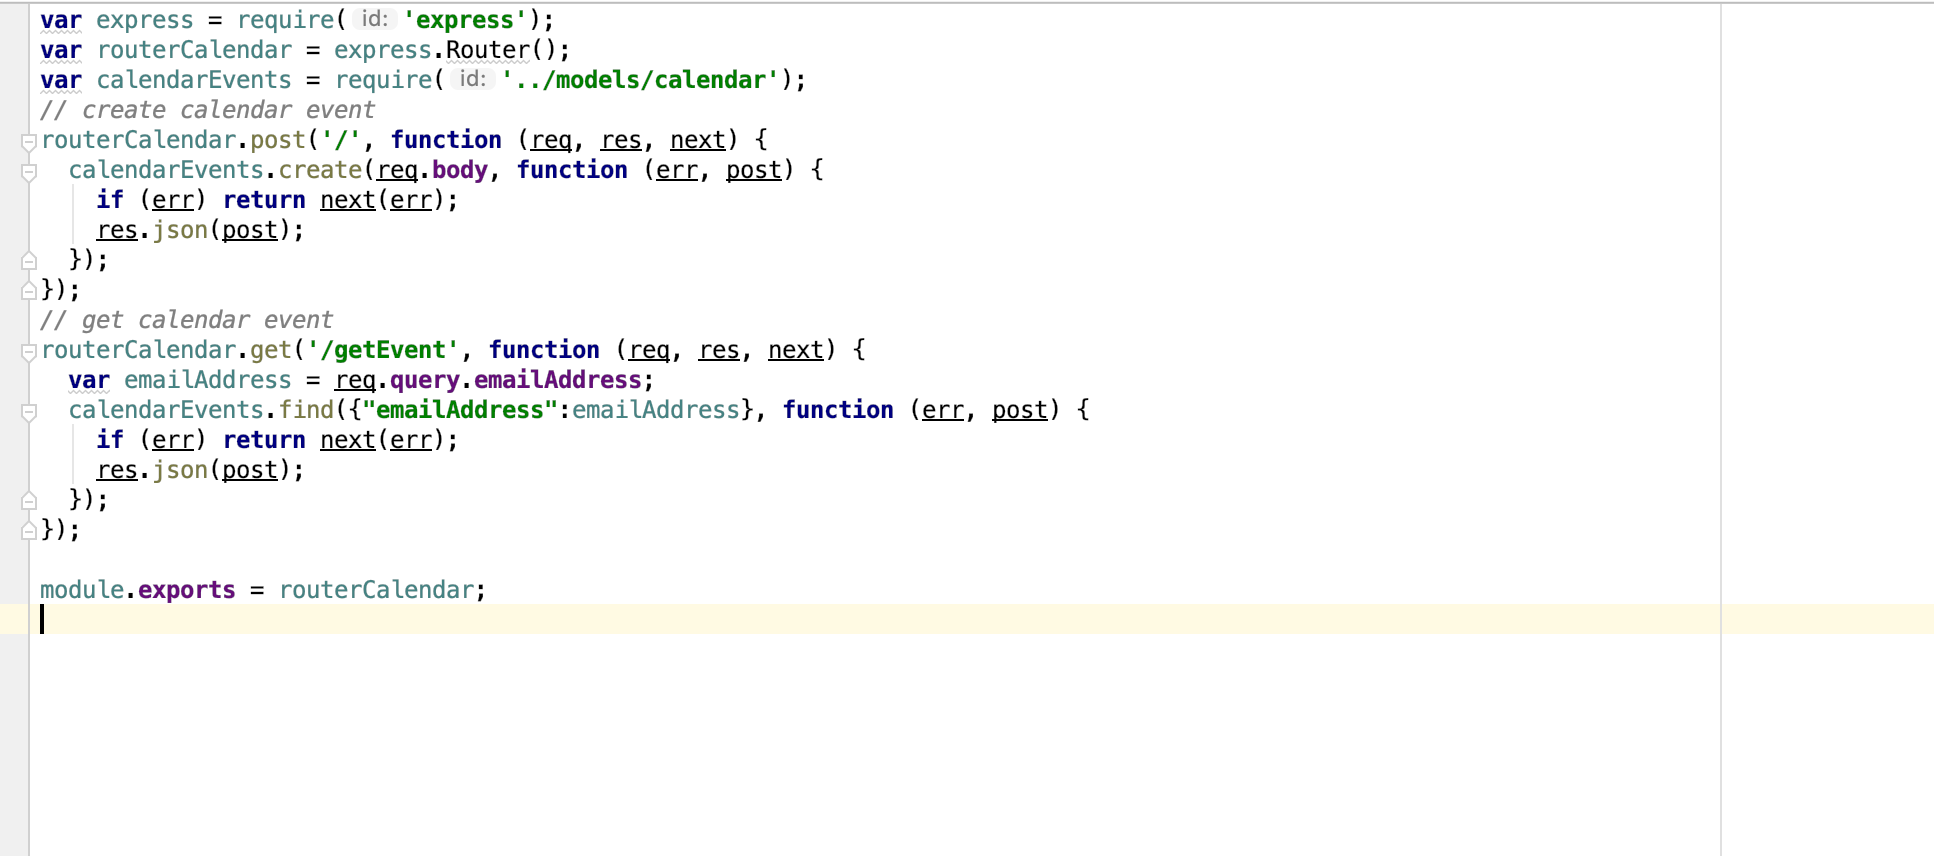 var express = require( id: 'express');
var routerCalendar = express.Router();
var calendarEvents = require( id: '../models/calendar');
// create calendar event
routerCalendar.post('/', function (req, res, next) {
  calendarEvents.create(req.body, function (err, post) {
    if (err) return next(err);
    res.json(post);
  });
});
// get calendar event
routerCalendar.get('/getEvent', function (req, res, next) {
  var emailAddress = req.query.emailAddress;
  calendarEvents.find({"emailAddress":emailAddress}, function (err, post) {
    if (err) return next(err);
    res.json(post);
  });
});
module.exports = routerCalendar;